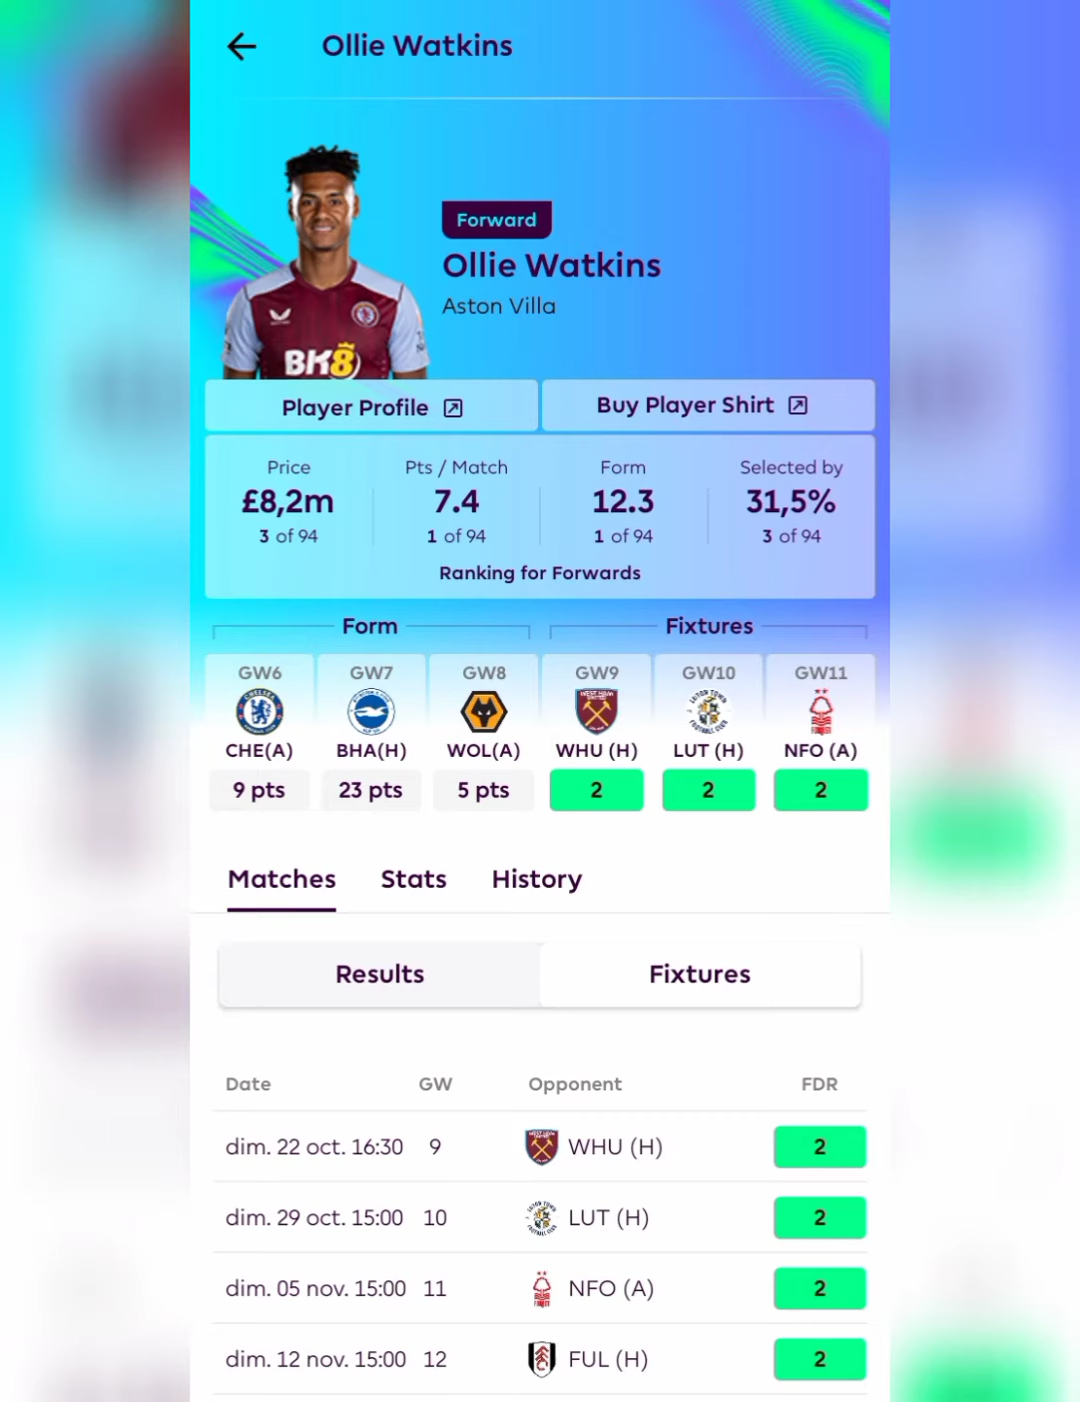 Ollie Watkins
Forward
Ollie Watkins
Aston Villa
BK8
Player Profile
Buy Player Shirt
Price Pts / Match Form Selected by
£8,2m 7.4 12.3 31,5%
3 of 94 1 of 94 1 of 94 3 of 94
Ranking for Forwards
Form Fixtures
GW6 GW7 GW8 GW9 GW10 GW11
CHE(A) BHA(H) WOL(A) WHU (H) LUT (H) NFO (A)
9 pts 23 pts 5 pts 2 2 2
Matches Stats History
Results Fixtures
Date GW Opponent FDR
dim. 22 oct. 16:30 9 WHU (H) 2
dim. 29 oct. 15:00 10 LUT (H) 2
dim. 05 nov. 15:00 11 NFO (A) 2
dim. 12 nov. 15:00 12 FUL (H) 2